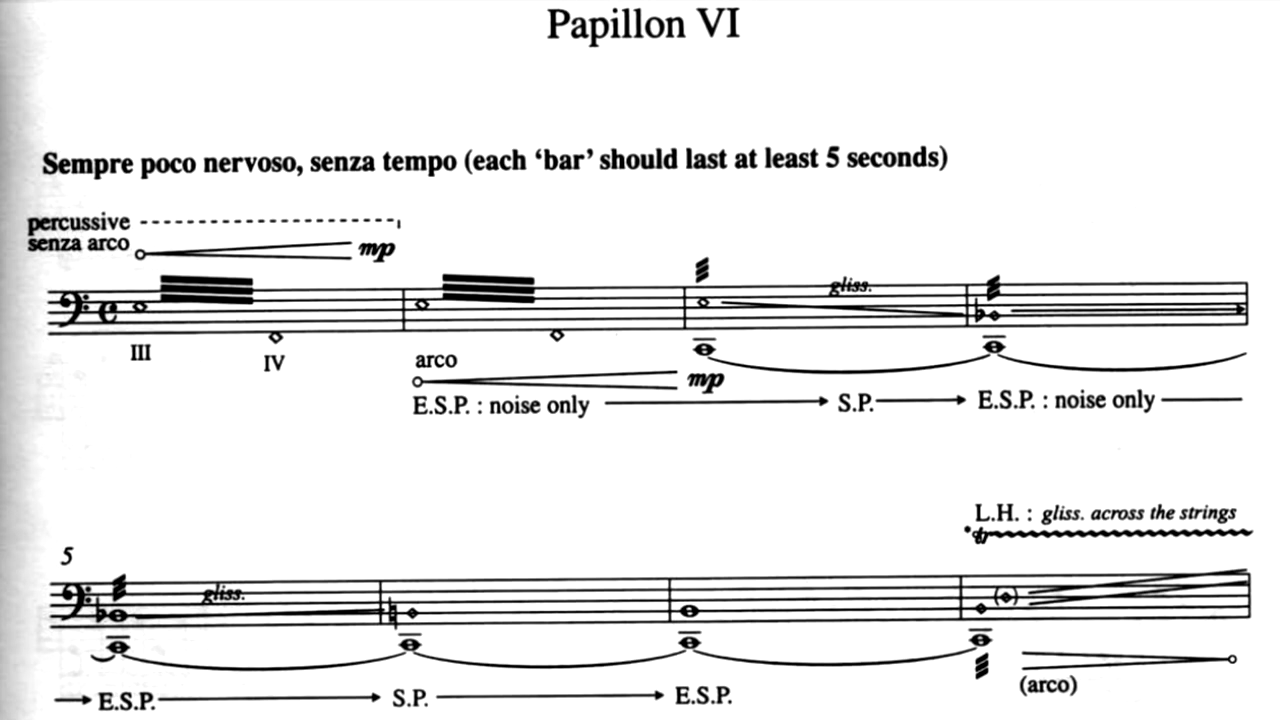 Papillon VI
Sempre poco nervoso, senza tempo (each ‘bar’ should last at least 5 seconds)
percussive
senza arco
mp
gliss.
III
IV
arco
mp
E.S.P. : noise only
S.P.
E.S.P. : noise only
L.H. : gliss. across the strings
tr
5
gliss.
(arco)
E.S.P.
S.P.
E.S.P.